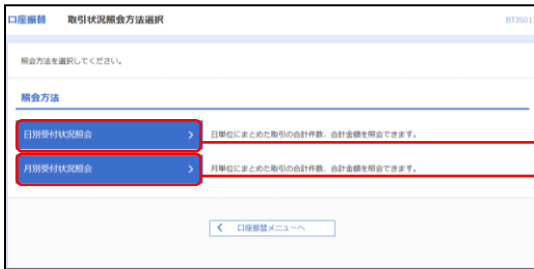 口座振替 取引状況照会方法選択 BTJS01
照会方法を選択してください。
照会方法
日別受付状況照会 日単位にまとめた取引の合計件数、合計金額を照会できます。
月別受付状況照会 月単位にまとめた取引の合計件数、合計金額を照会できます。
口座振替メニューへ